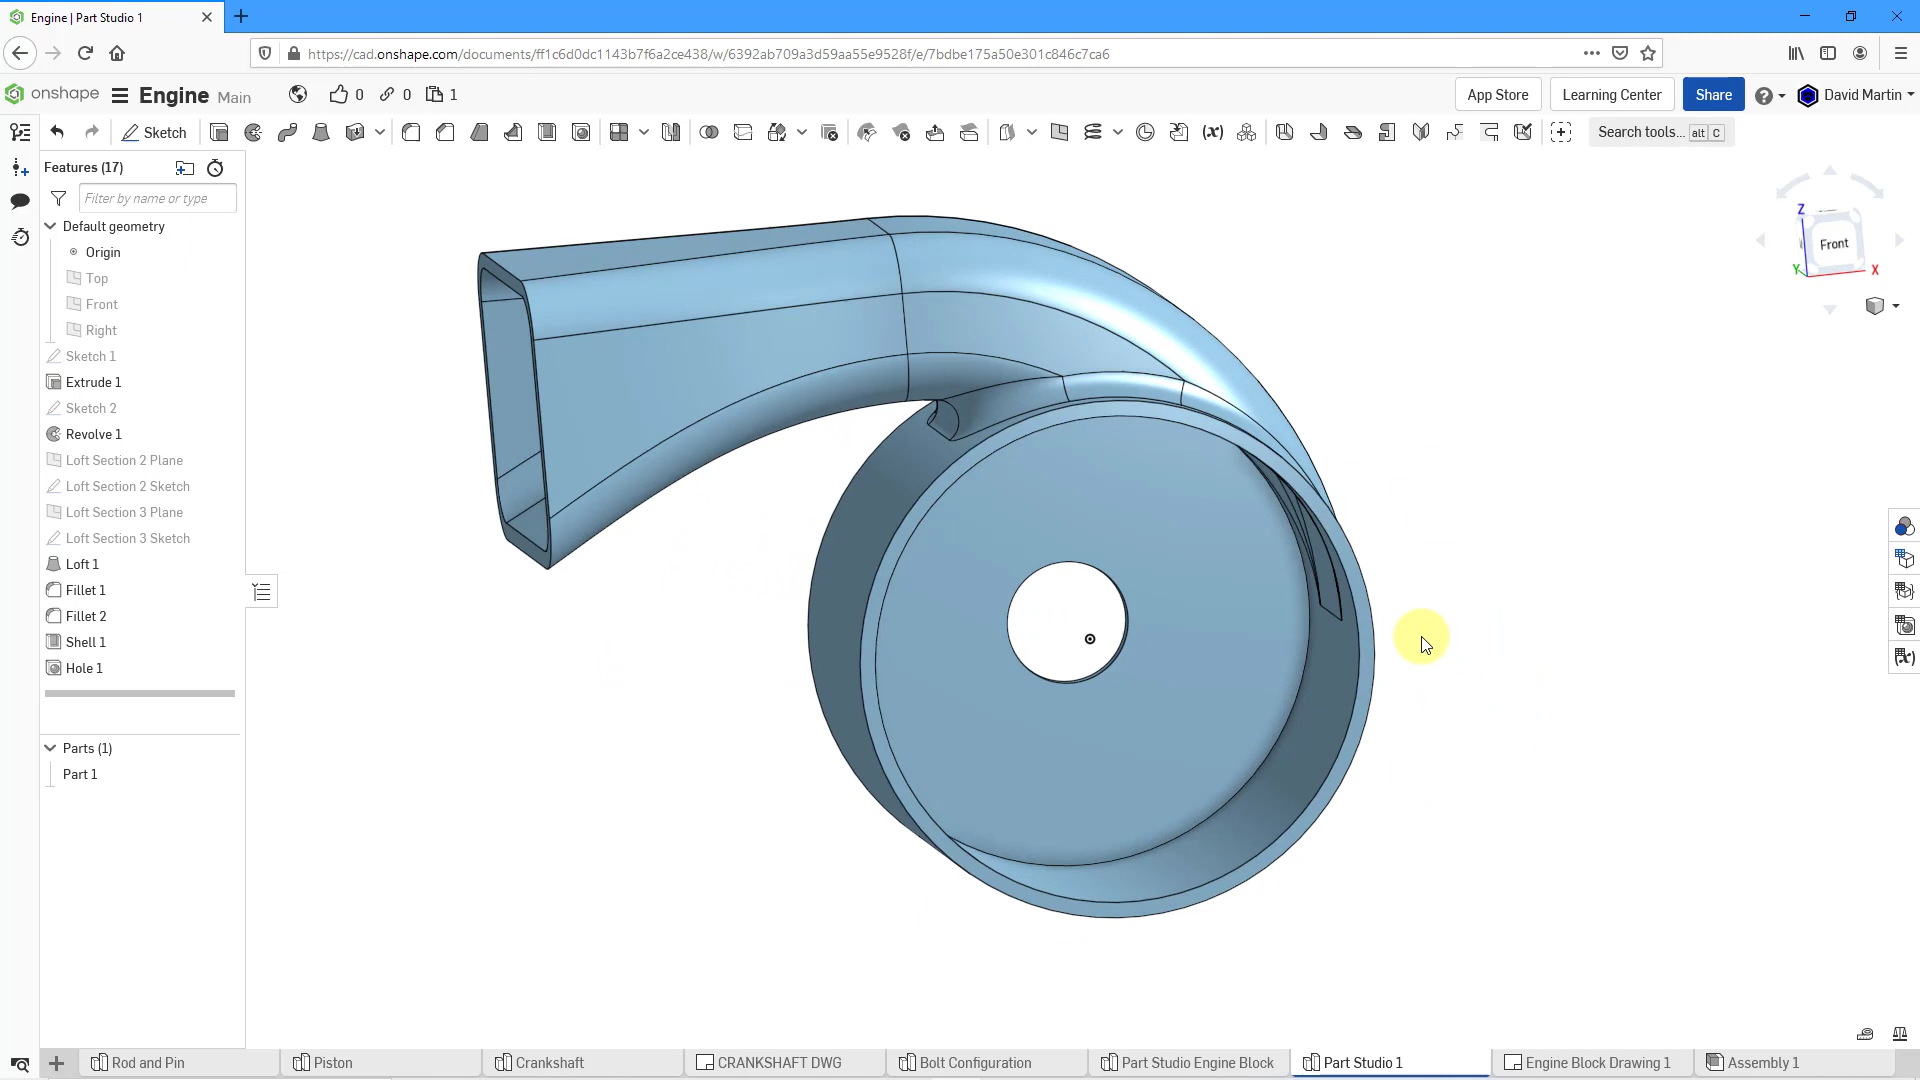 Engine | Part Studio 1
https://cad.onshape.com/documents/ff1c6d0dc1143b7f6a2ce438/w/6392ab709a3d59aa55e9528f/e/7bdbe175a50e301c846c7ca6
onshape
Engine Main
0
0
1
App Store
Learning Center
Share
David Martin
Sketch
Search tools... alt C
Features (17)
Filter by name or type
Default geometry
Origin
Top
Front
Right
Sketch 1
Extrude 1
Sketch 2
Revolve 1
Loft Section 2 Plane
Loft Section 2 Sketch
Loft Section 3 Plane
Loft Section 3 Sketch
Loft 1
Fillet 1
Fillet 2
Shell 1
Hole 1
Parts (1)
Part 1
Z
Front
Y
X
Rod and Pin
Piston
Crankshaft
CRANKSHAFT DWG
Bolt Configuration
Part Studio Engine Block
Part Studio 1
Engine Block Drawing 1
Assembly 1